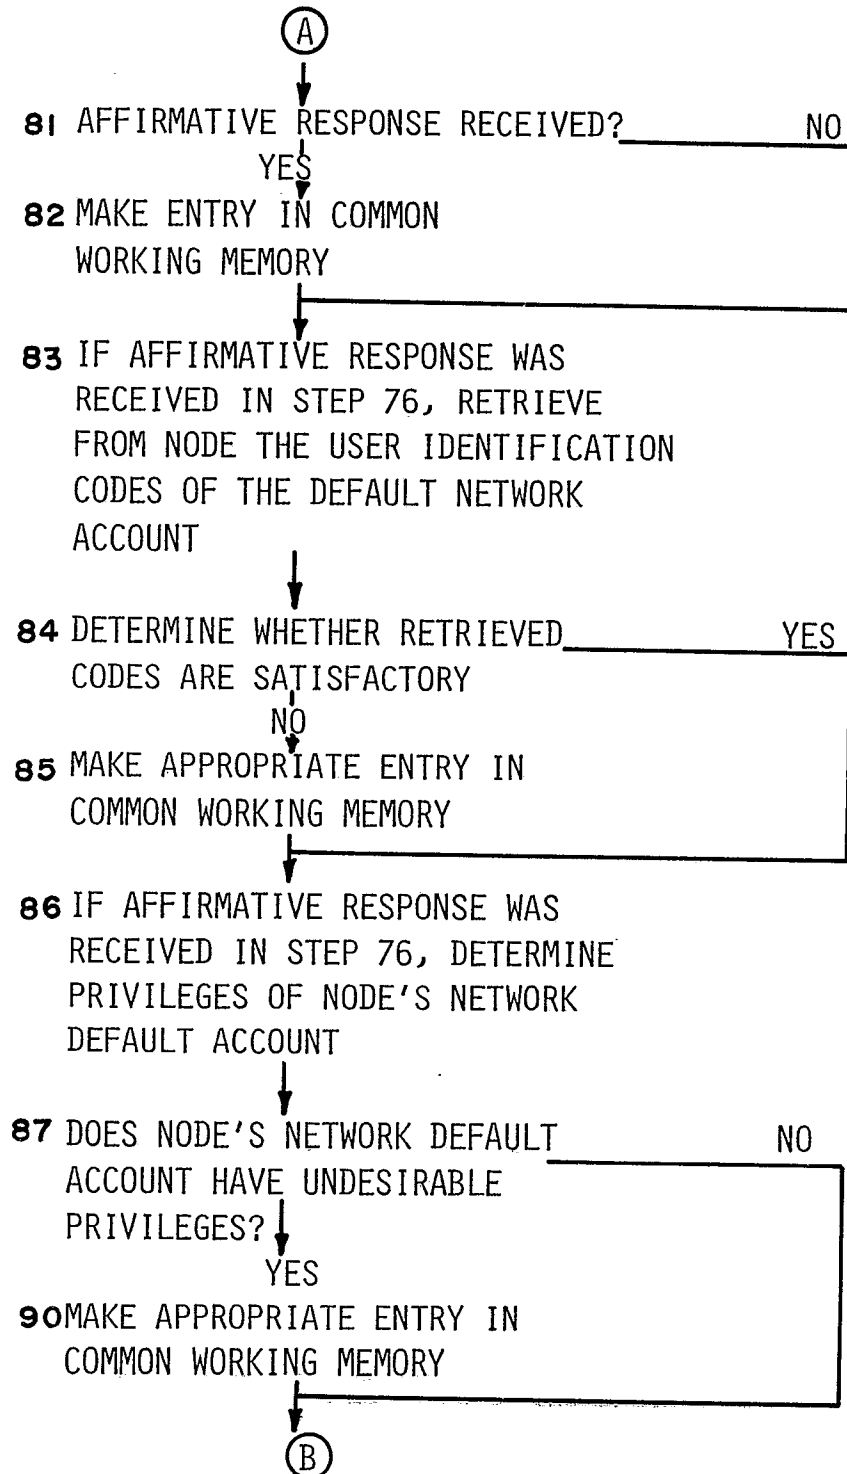 A
81 AFFIRMATIVE RESPONSE RECEIVED? NO
YES
82 MAKE ENTRY IN COMMON
WORKING MEMORY
83 IF AFFIRMATIVE RESPONSE WAS
RECEIVED IN STEP 76, RETRIEVE
FROM NODE THE USER IDENTIFICATION
CODES OF THE DEFAULT NETWORK
ACCOUNT
84 DETERMINE WHETHER RETRIEVED YES
CODES ARE SATISFACTORY
NO
85 MAKE APPROPRIATE ENTRY IN
COMMON WORKING MEMORY
86 IF AFFIRMATIVE RESPONSE WAS
RECEIVED IN STEP 76, DETERMINE
PRIVILEGES OF NODE'S NETWORK
DEFAULT ACCOUNT
87 DOES NODE'S NETWORK DEFAULT NO
ACCOUNT HAVE UNDESIRABLE
PRIVILEGES?
YES
90 MAKE APPROPRIATE ENTRY IN
COMMON WORKING MEMORY
B